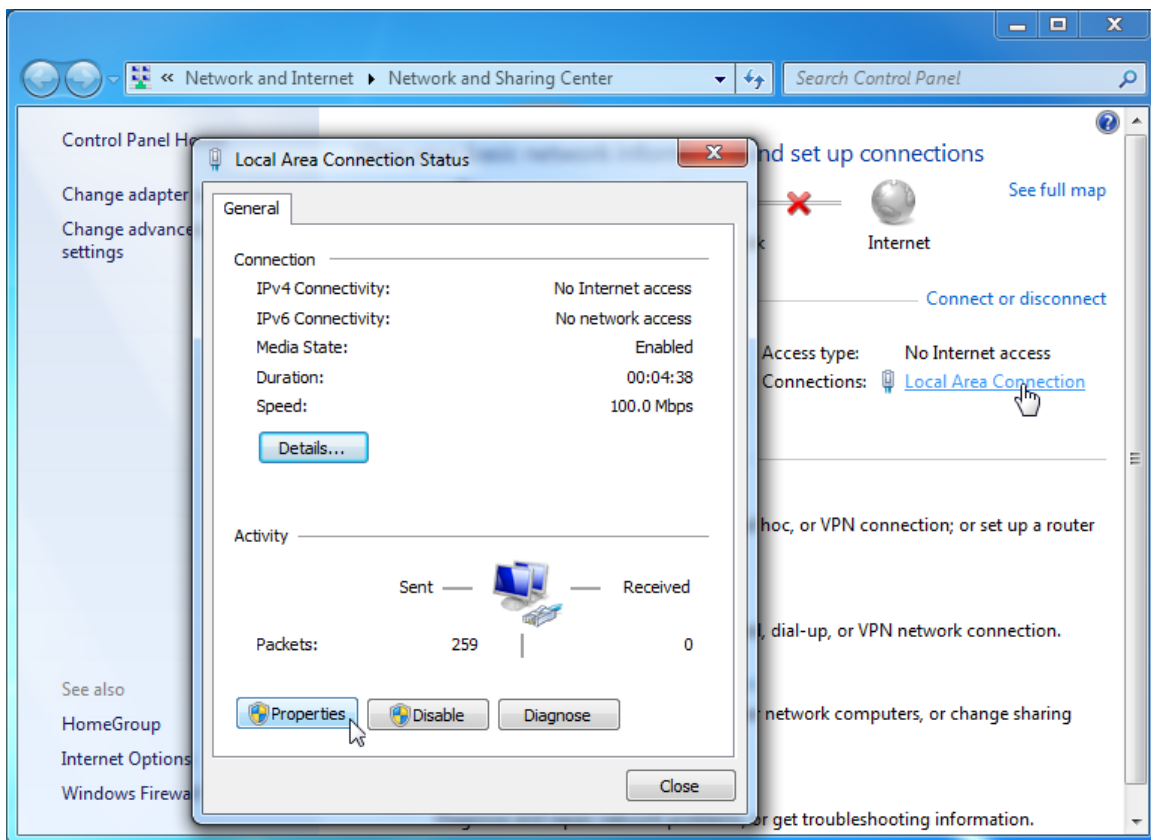 « Network and Internet Network and Sharing Center
Search Control Panel
Control Panel
Change adapter
Change advance
settings
See also
HomeGroup
Internet Options
Windows Firewa
Local Area Connection Status
General
Connection
IPv4 Connectivity: No Internet access
IPv6 Connectivity: No network access
Media State: Enabled
Duration: 00:04:38
Speed: 100.0 Mbps
Details...
Activity
Sent Received
Packets: 259 0
Properties Disable Diagnose
Close
nd set up connections
See full map
Internet
Connect or disconnect
Access type: No Internet access
Connections: Local Area Connection
hoc, or VPN connection; or set up a router
, dial-up, or VPN network connection.
network computers, or change sharing
or get troubleshooting information.